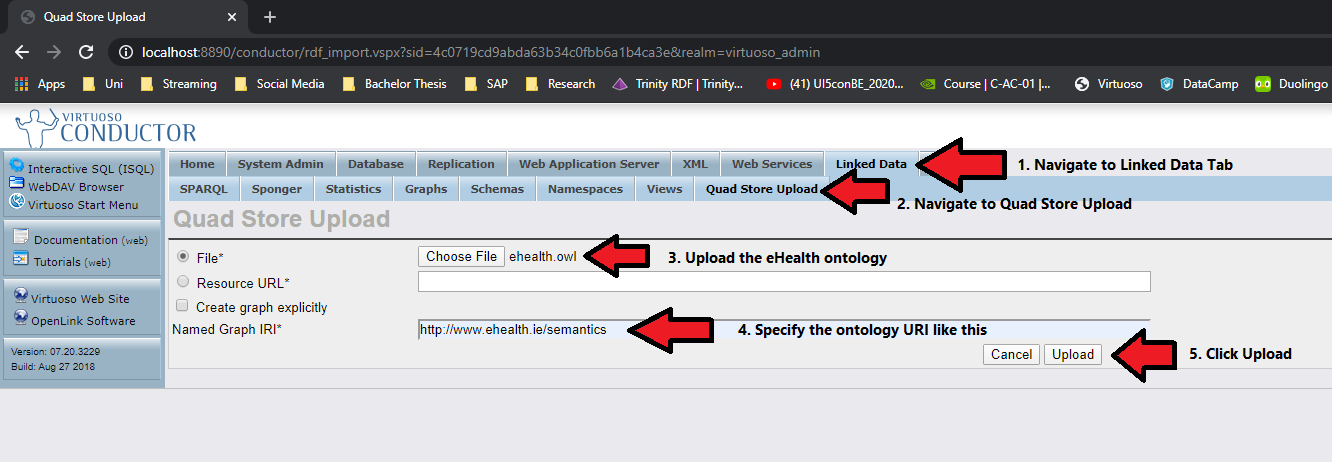 Quad Store Upload
localhost:8890/conductor/rdf_import.vspx?sid=4c0719cd9abda63b34c0fbb6a1b4ca3e&realm=virtuoso_admin
Apps Uni Streaming Social Media Bachelor Thesis SAP Research Trinity RDF | Trinity... (41) UI5conBE_2020... Course | C-AC-01 |... Virtuoso DataCamp Duolingo
VIRTUOSO
CONDUCTOR
Interactive SQL (ISQL)
WebDAV Browser
Virtuoso Start Menu
Documentation (web)
Tutorials (web)
Virtuoso Web Site
OpenLink Software
Version: 07.20.3229
Build: Aug 27 2018
Home System Admin Database Replication Web Application Server XML Web Services Linked Data
1. Navigate to Linked Data Tab
SPARQL Sponger Statistics Graphs Schemas Namespaces Views Quad Store Upload
2. Navigate to Quad Store Upload
Quad Store Upload
File* Choose File ehealth.owl
3. Upload the eHealth ontology
Resource URL*
Create graph explicitly
Named Graph IRI* http://www.ehealth.ie/semantics
4. Specify the ontology URI like this
Cancel Upload
5. Click Upload